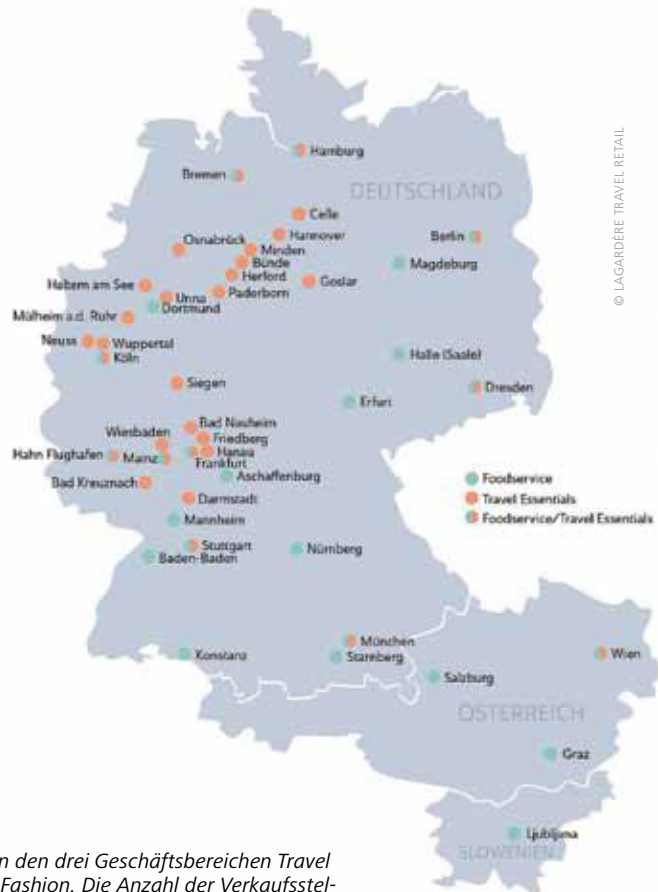 © LAGARDÈRE TRAVEL RETAIL
Hamburg
Bremen
DEUTSCHLAND
Celle
Hannover
Berlin
Osnabrück
Minden
Bünde
Magdeburg
Herford
Goslar
Haltern am See
Paderborn
Unna
Dortmund
Mülheim a.d. Ruhr
Neuss
Wuppertal
Köln
Halle (Saale)
Siegen
Dresden
Erfurt
Bad Nauheim
Wiesbaden
Friedberg
Hahn Flughafen
Mainz
Hanau
Frankfurt
Aschaffenburg
Bad Kreuznach
Darmstadt
Mannheim
Stuttgart
Baden-Baden
Nürnberg
Foodservice
Travel Essentials
Foodservice/Travel Essentials
München
Konstanz
Starnberg
Wien
Salzburg
ÖSTERREICH
Graz
Ljubljana
SLOWENIEN
n den drei Geschäftsbereichen Travel
Fashion. Die Anzahl der Verkaufsstel-